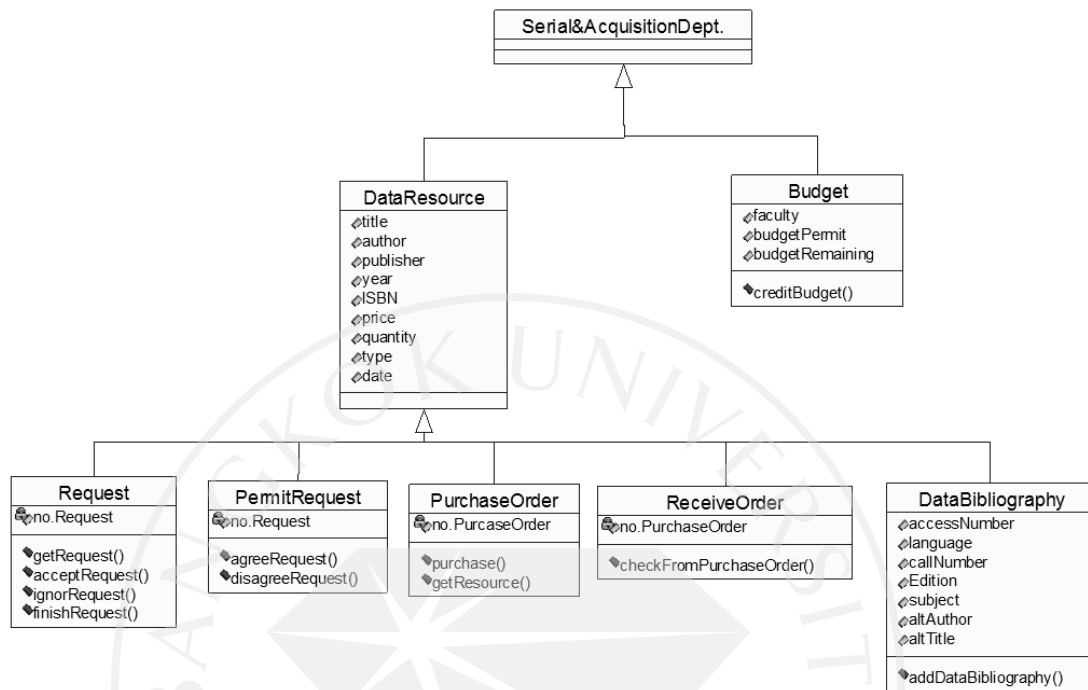 Serial&AcquisitionDept.
DataResource
title
author
publisher
year
ISBN
price
quantity
type
date
Budget
faculty
budgetPermit
budgetRemaining
creditBudget()
Request
no.Request
getRequest()
acceptRequest()
ignorRequest()
finishRequest()
PermitRequest
no.Request
agreeRequest()
disagreeRequest()
PurchaseOrder
no.PurcaseOrder
purchase()
getResource()
ReceiveOrder
no.PurchaseOrder
checkFromPurchaseOrder()
DataBibliography
accessNumber
language
callNumber
Edition
subject
altAuthor
altTitle
addDataBibliography()
BANGKOK UNIVERSIT